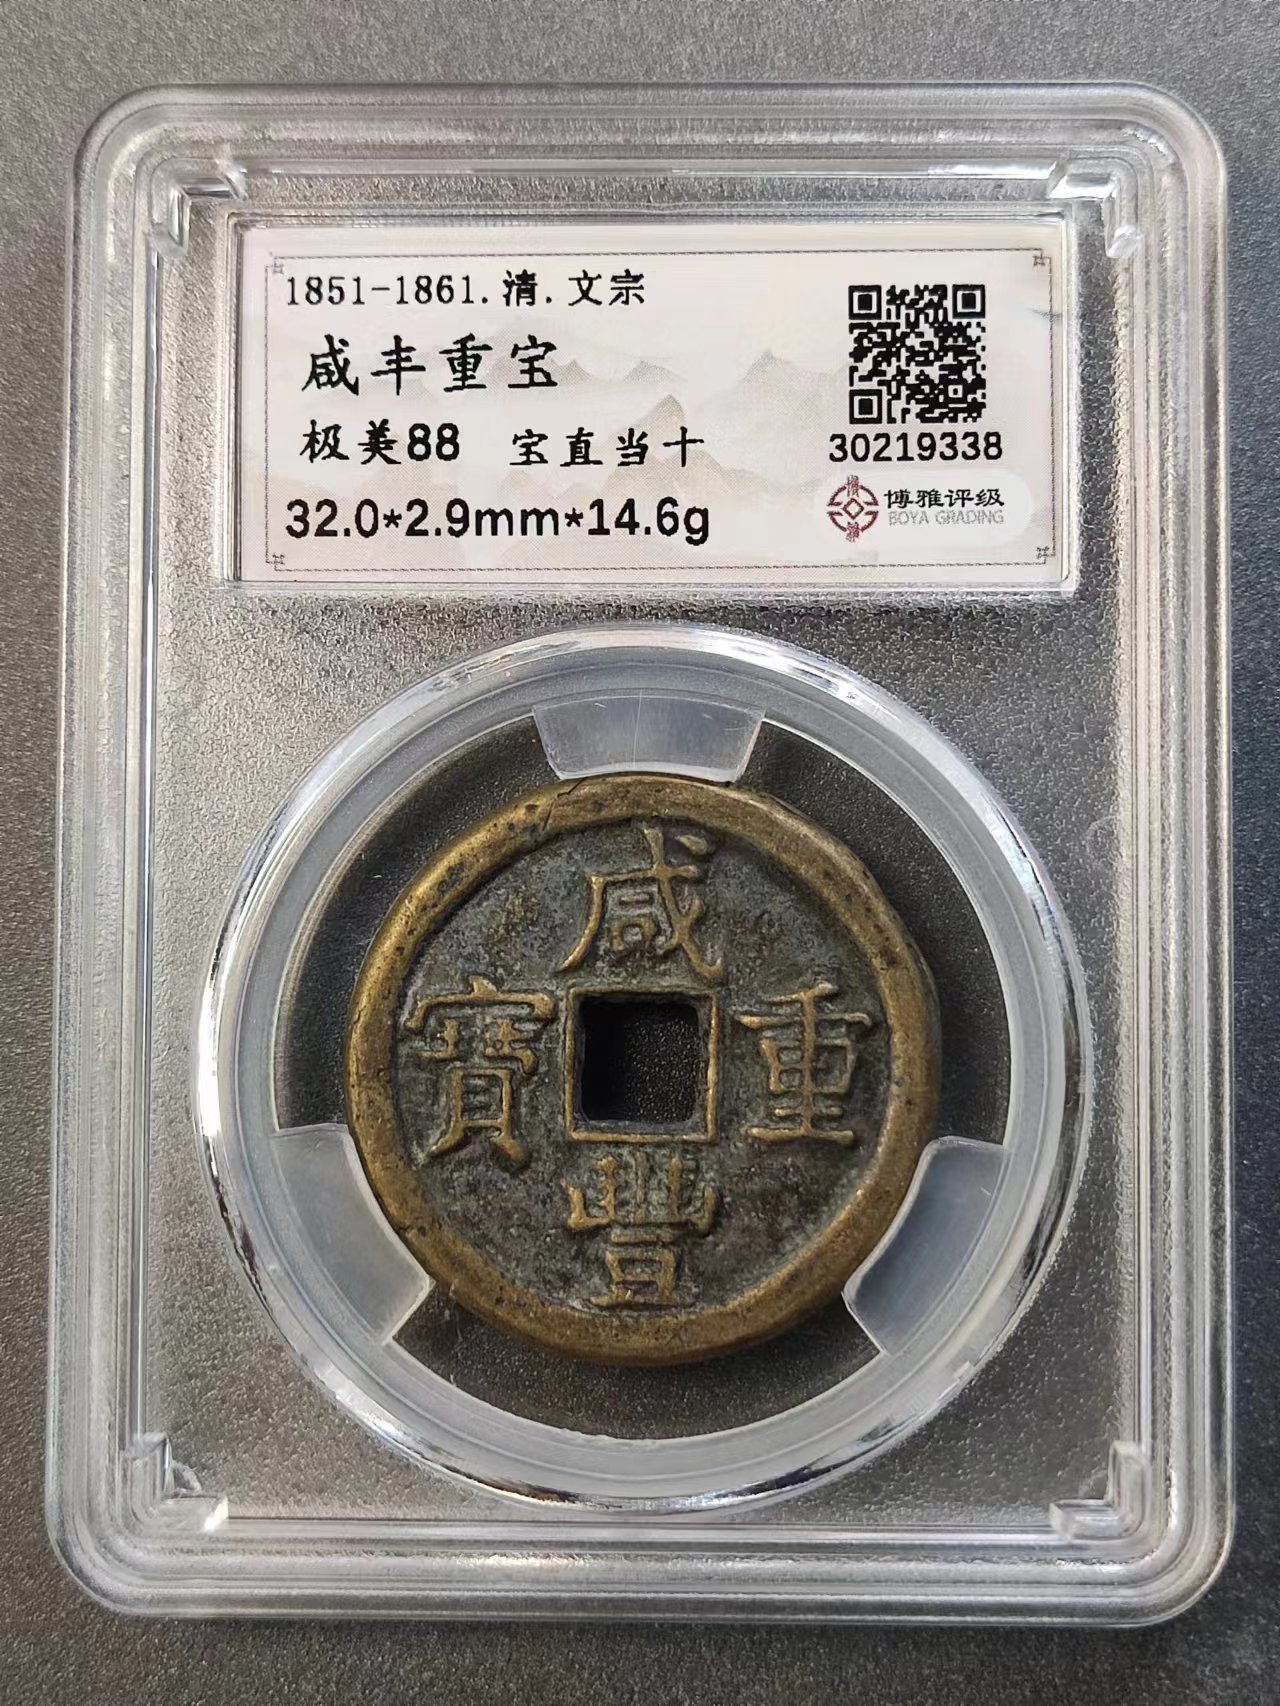 1851-1861.清.文宗
咸丰重宝
极美88 宝直当十
32.0*2.9mm*14.6g
30219338
博雅评级
BOYA GRADING
咸
寶 重
豐